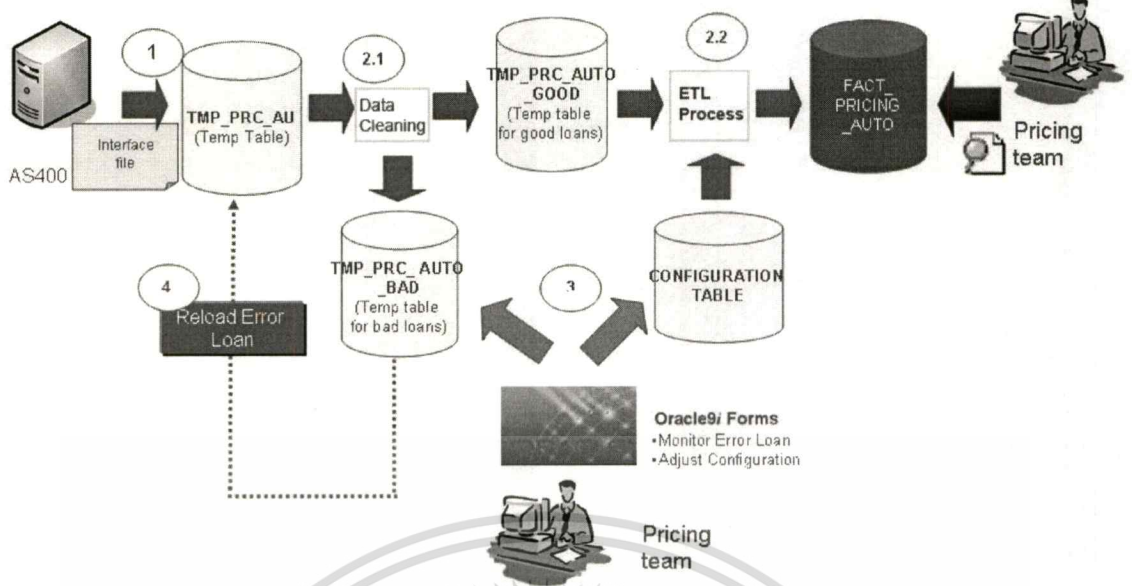 1
2.1
2.2
AS400
Interface
file
TMP_PRC_AU
(Temp Table)
Data
Cleaning
TMP_PRC_AUTO
_GOOD
(Temp table
for good loans)
ETL
Process
FACT_
PRICING
_AUTO
Pricing
team
4
Reload Error
Loan
TMP_PRC_AUTO
_BAD
(Temp table
for bad loans)
3
CONFIGURATION
TABLE
Oracle9i Forms
•Monitor Error Loan
•Adjust Configuration
Pricing
team